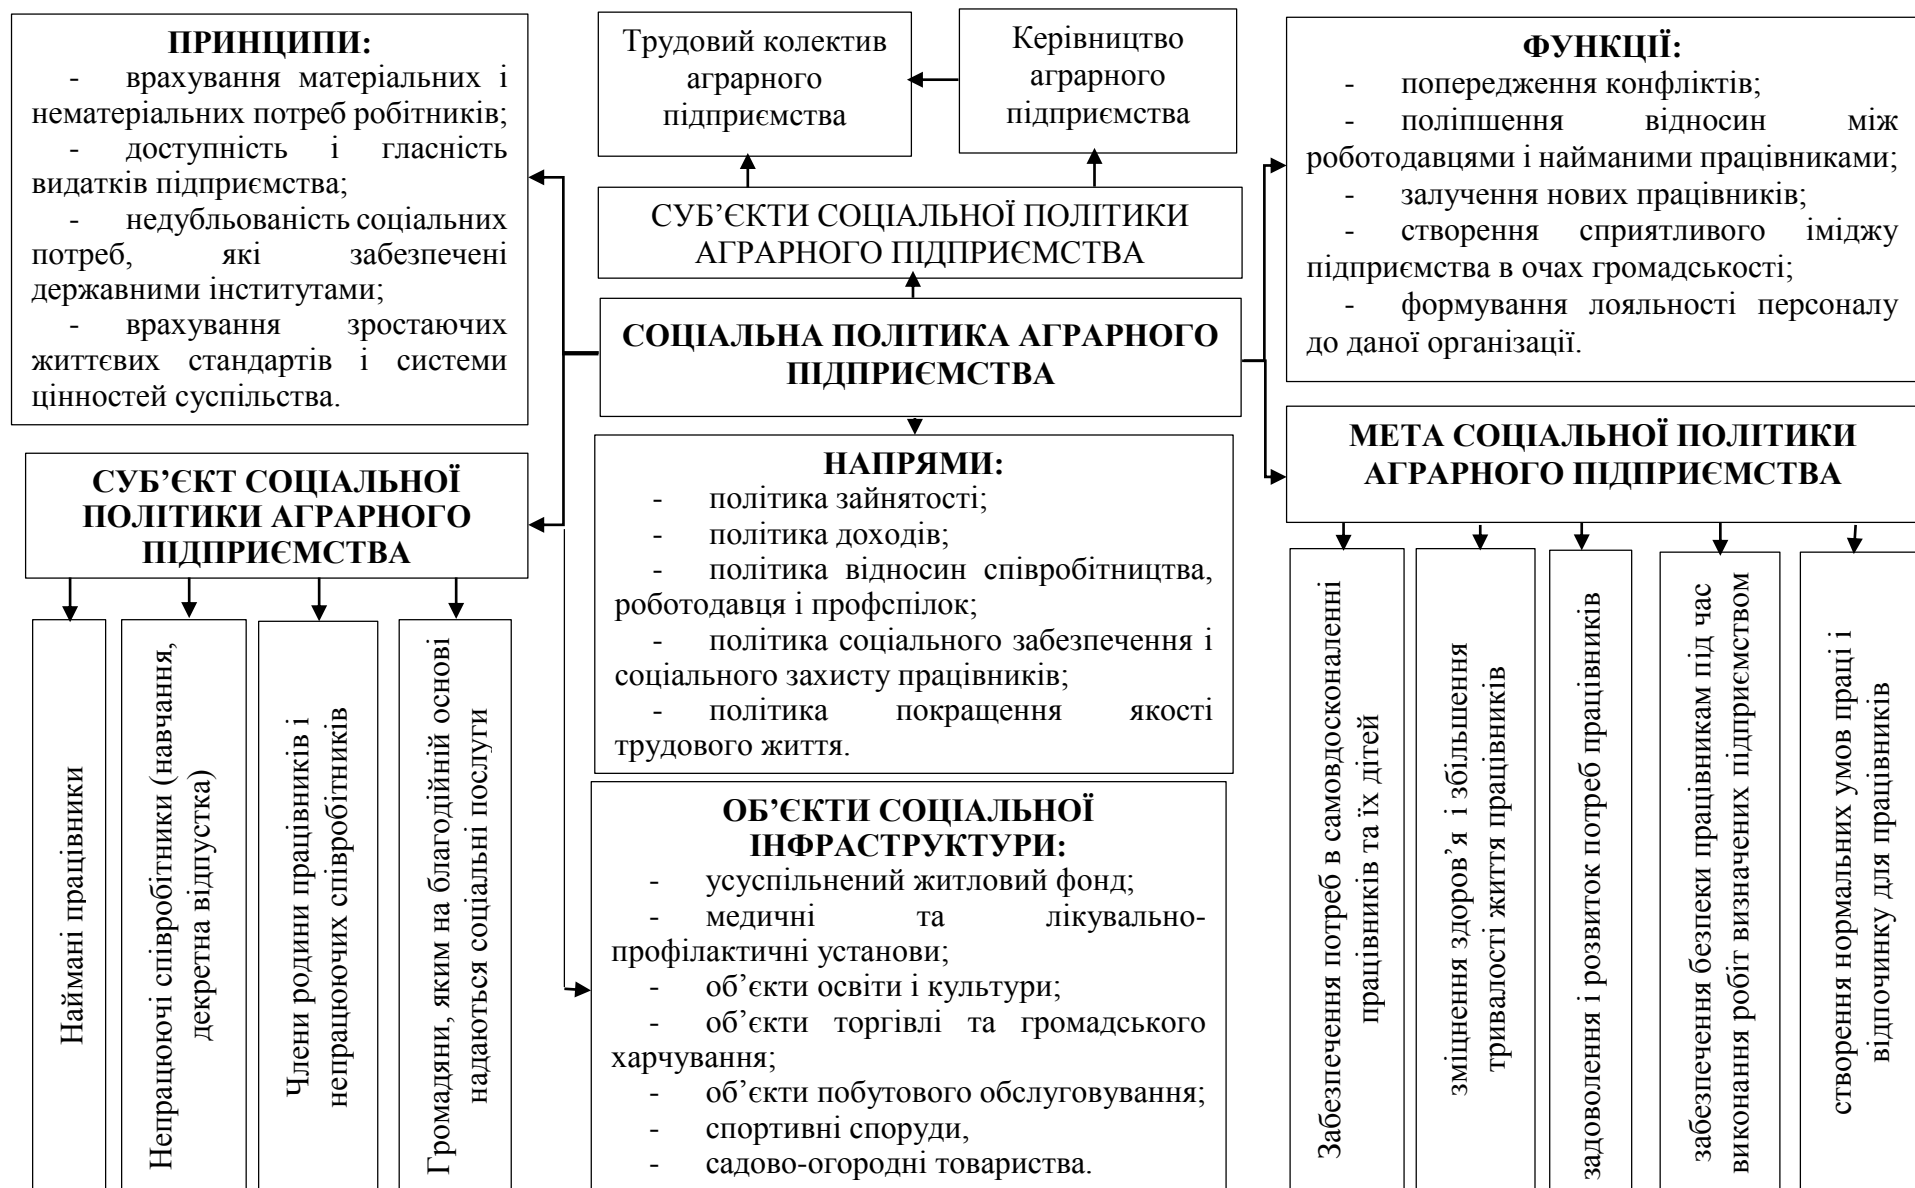 ПРИНЦИПИ:
- врахування матеріальних і
нематеріальних потреб робітників;
- доступність і гласність
видатків підприємства;
- недубльованість соціальних
потреб, які забезпечені
державними інститутами;
- врахування зростаючих
життєвих стандартів і системи
цінностей суспільства.
Трудовий колектив
аграрного
підприємства
Керівництво
аграрного
підприємства
СУБ’ЄКТИ СОЦІАЛЬНОЇ ПОЛІТИКИ
АГРАРНОГО ПІДПРИЄМСТВА
СОЦІАЛЬНА ПОЛІТИКА АГРАРНОГО
ПІДПРИЄМСТВА
ФУНКЦІЇ:
- попередження конфліктів;
- поліпшення відносин між
роботодавцями і найманими працівниками;
- залучення нових працівників;
- створення сприятливого іміджу
підприємства в очах громадськості;
- формування лояльності персоналу
до даної організації.
СУБ’ЄКТ СОЦІАЛЬНОЇ
ПОЛІТИКИ АГРАРНОГО
ПІДПРИЄМСТВА
Наймані працівники
Непрацюючі співробітники (навчання,
декретна відпустка)
Члени родини працівників і
непрацюючих співробітників
Громадяни, яким на благодійній основі
надаються соціальні послуги
НАПРЯМИ:
- політика зайнятості;
- політика доходів;
- політика відносин співробітництва,
роботодавця і профспілок;
- політика соціального забезпечення і
соціального захисту працівників;
- політика покращення якості
трудового життя.
ОБ’ЄКТИ СОЦІАЛЬНОЇ
ІНФРАСТРУКТУРИ:
- усуспільнений житловий фонд;
- медичні та лікувально-
профілактичні установи;
- об’єкти освіти і культури;
- об’єкти торгівлі та громадського
харчування;
- об’єкти побутового обслуговування;
- спортивні споруди,
- садово-огородні товариства.
МЕТА СОЦІАЛЬНОЇ ПОЛІТИКИ
АГРАРНОГО ПІДПРИЄМСТВА
Забезпечення потреб в самовдосконаленні
працівників та їх дітей
зміцнення здоров’я і збільшення
тривалості життя працівників
задоволення і розвиток потреб працівників
забезпечення безпеки працівникам під час
виконання робіт визначених підприємством
створення нормальних умов праці і
відпочинку для працівників